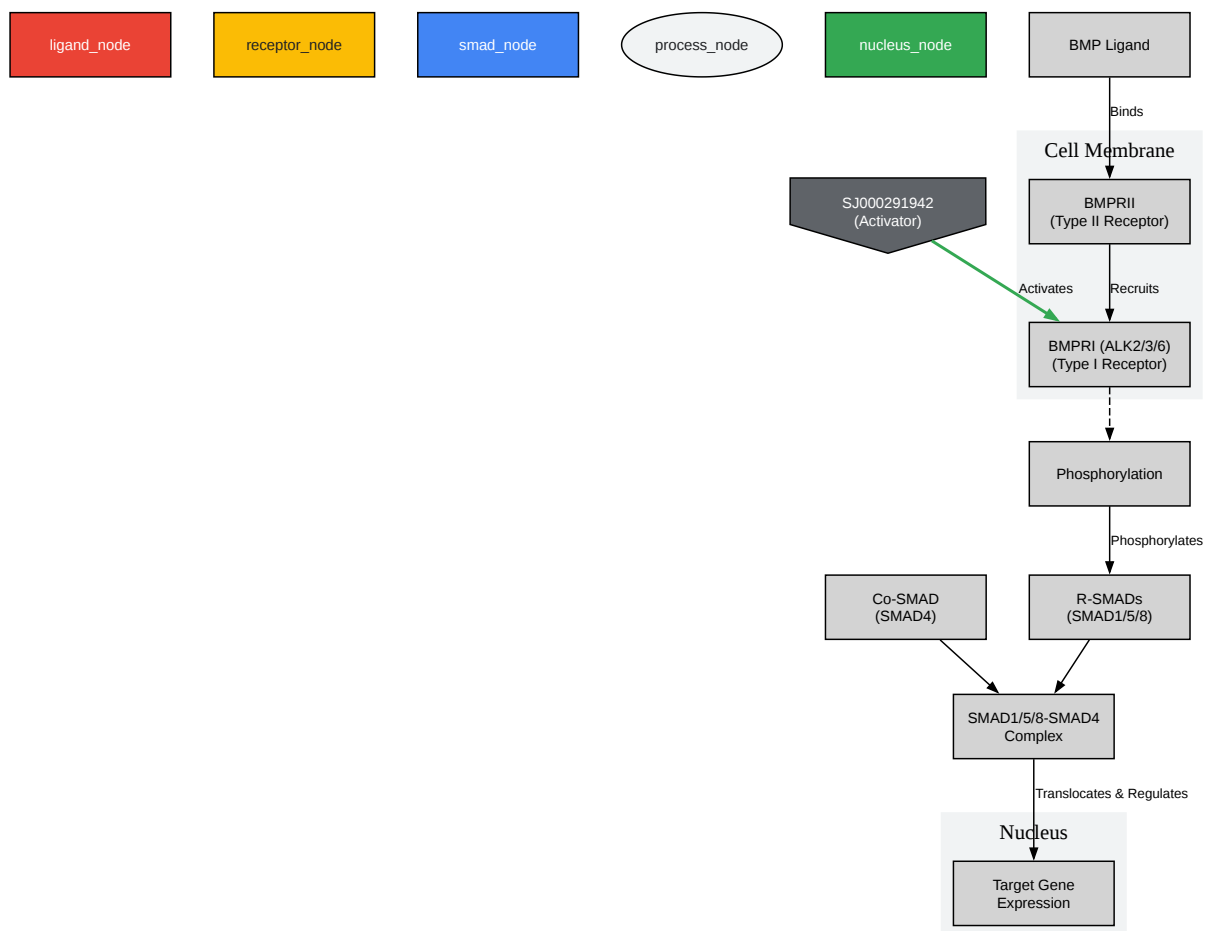 ligand_node
receptor_node
smad_node
process_node
nucleus_node
BMP Ligand
Binds
Cell Membrane
SJ000291942
(Activator)
BMPRII
(Type II Receptor)
Activates
Recruits
BMPRI (ALK2/3/6)
(Type I Receptor)
Phosphorylation
Phosphorylates
Co-SMAD
(SMAD4)
R-SMADs
(SMAD1/5/8)
SMAD1/5/8-SMAD4
Complex
Translocates & Regulates
Nucleus
Target Gene
Expression